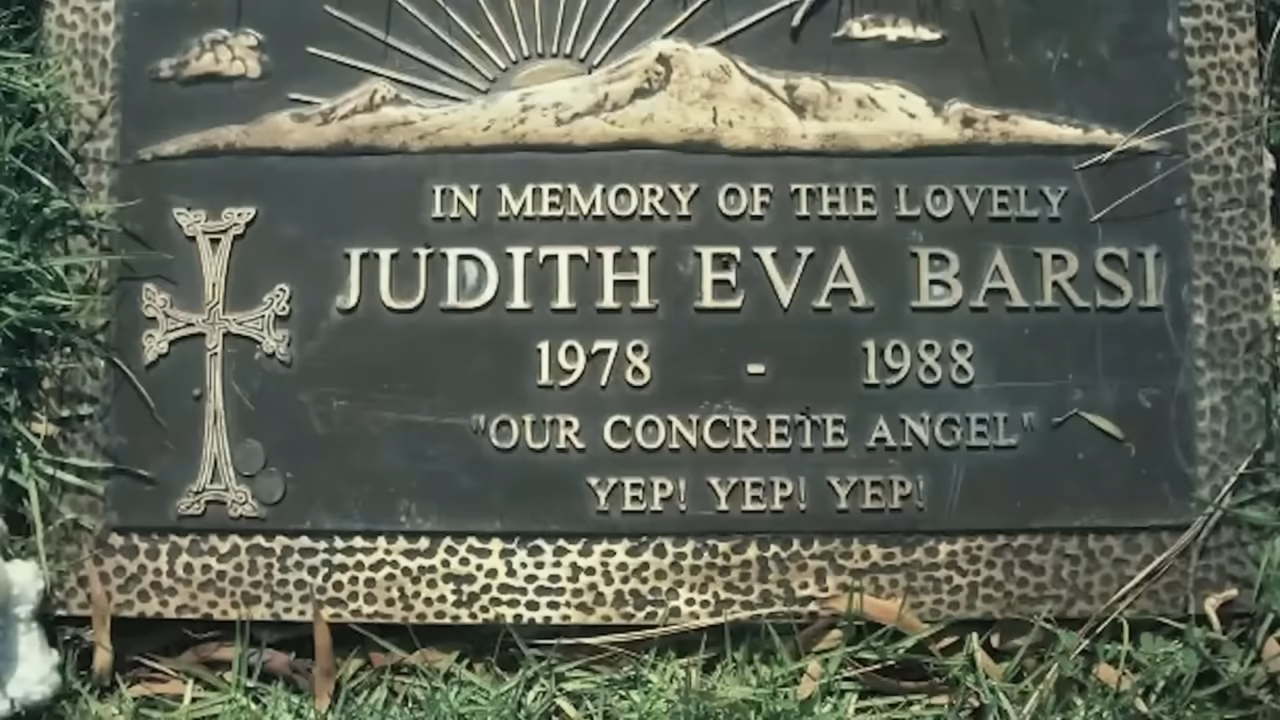 IN MEMORY OF THE LOVELY
JUDITH EVA BARSI
1978 - 1988
"OUR CONCRETE ANGEL"
YEP! YEP! YEP!